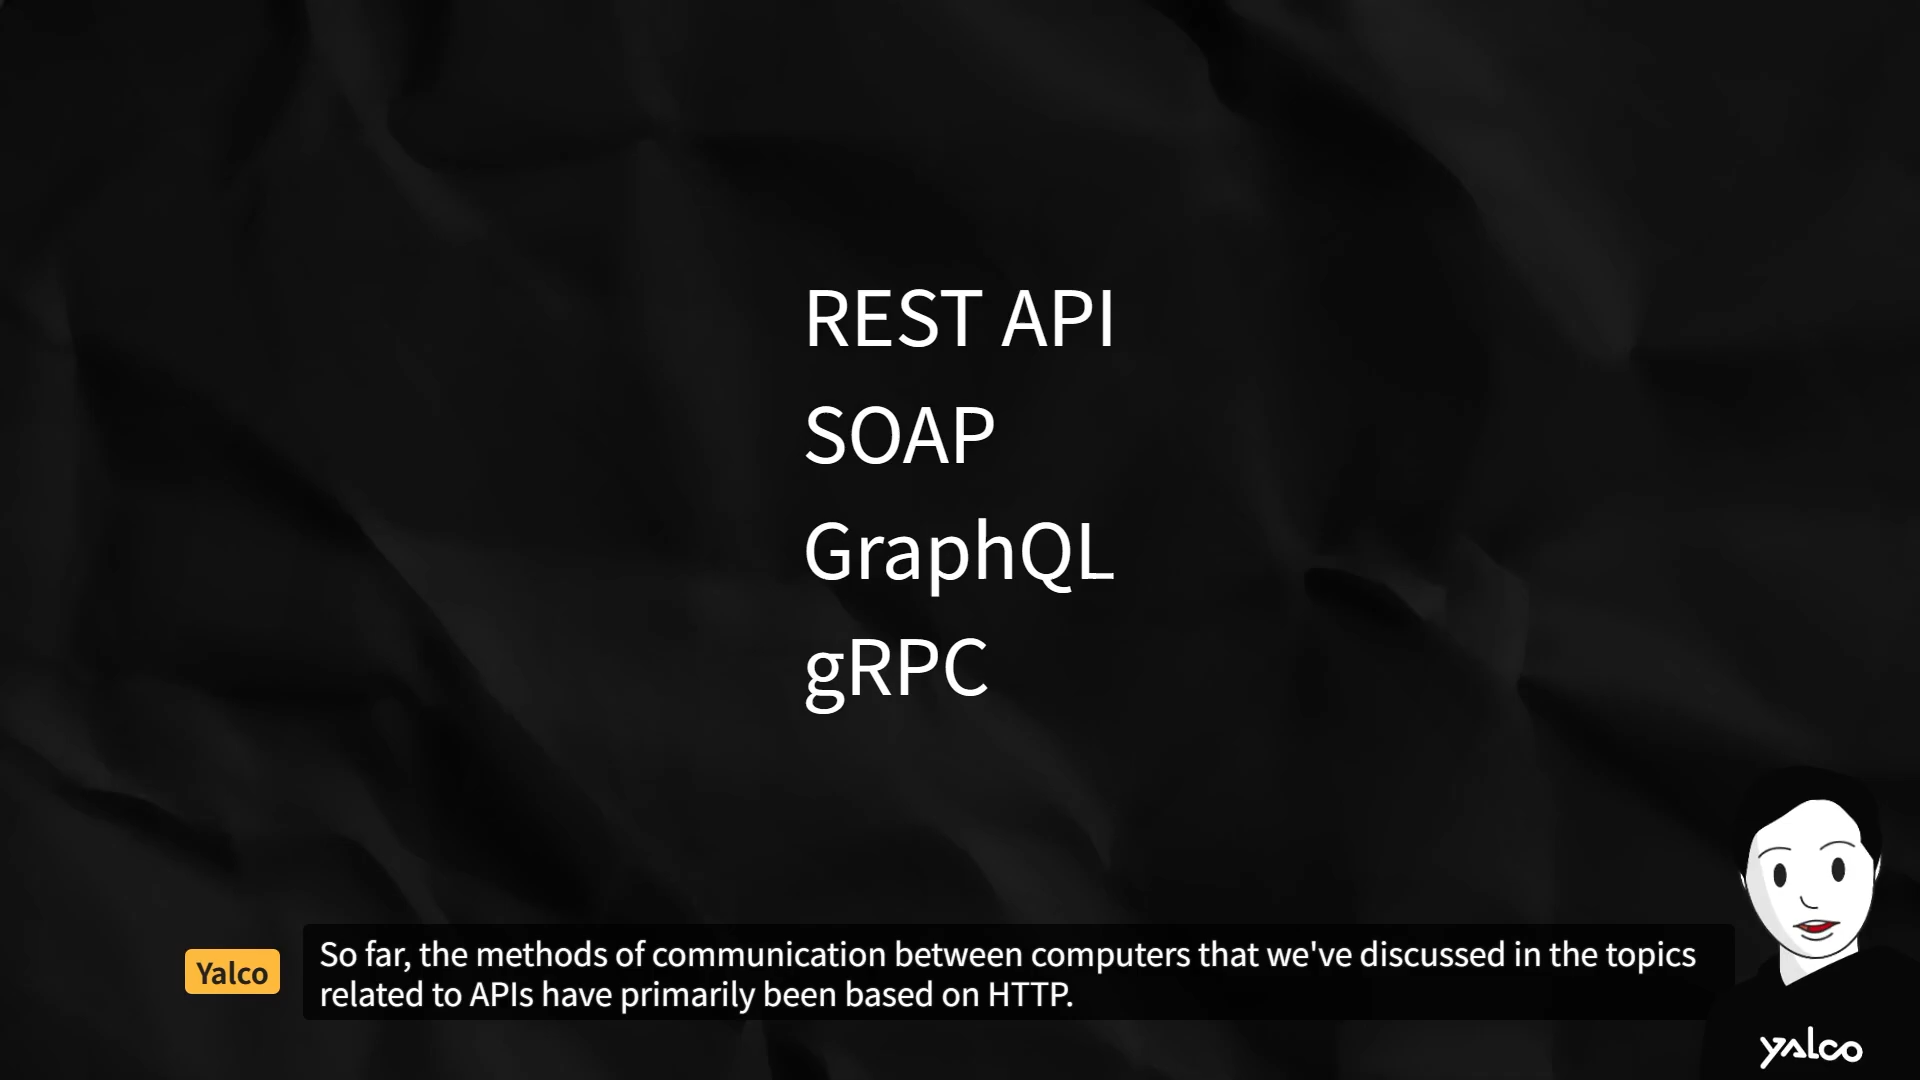 REST API
SOAP
GraphQL
gRPC
Yalco
So far, the methods of communication between computers that we've discussed in the topics
related to APIs have primarily been based on HTTP.
yalco